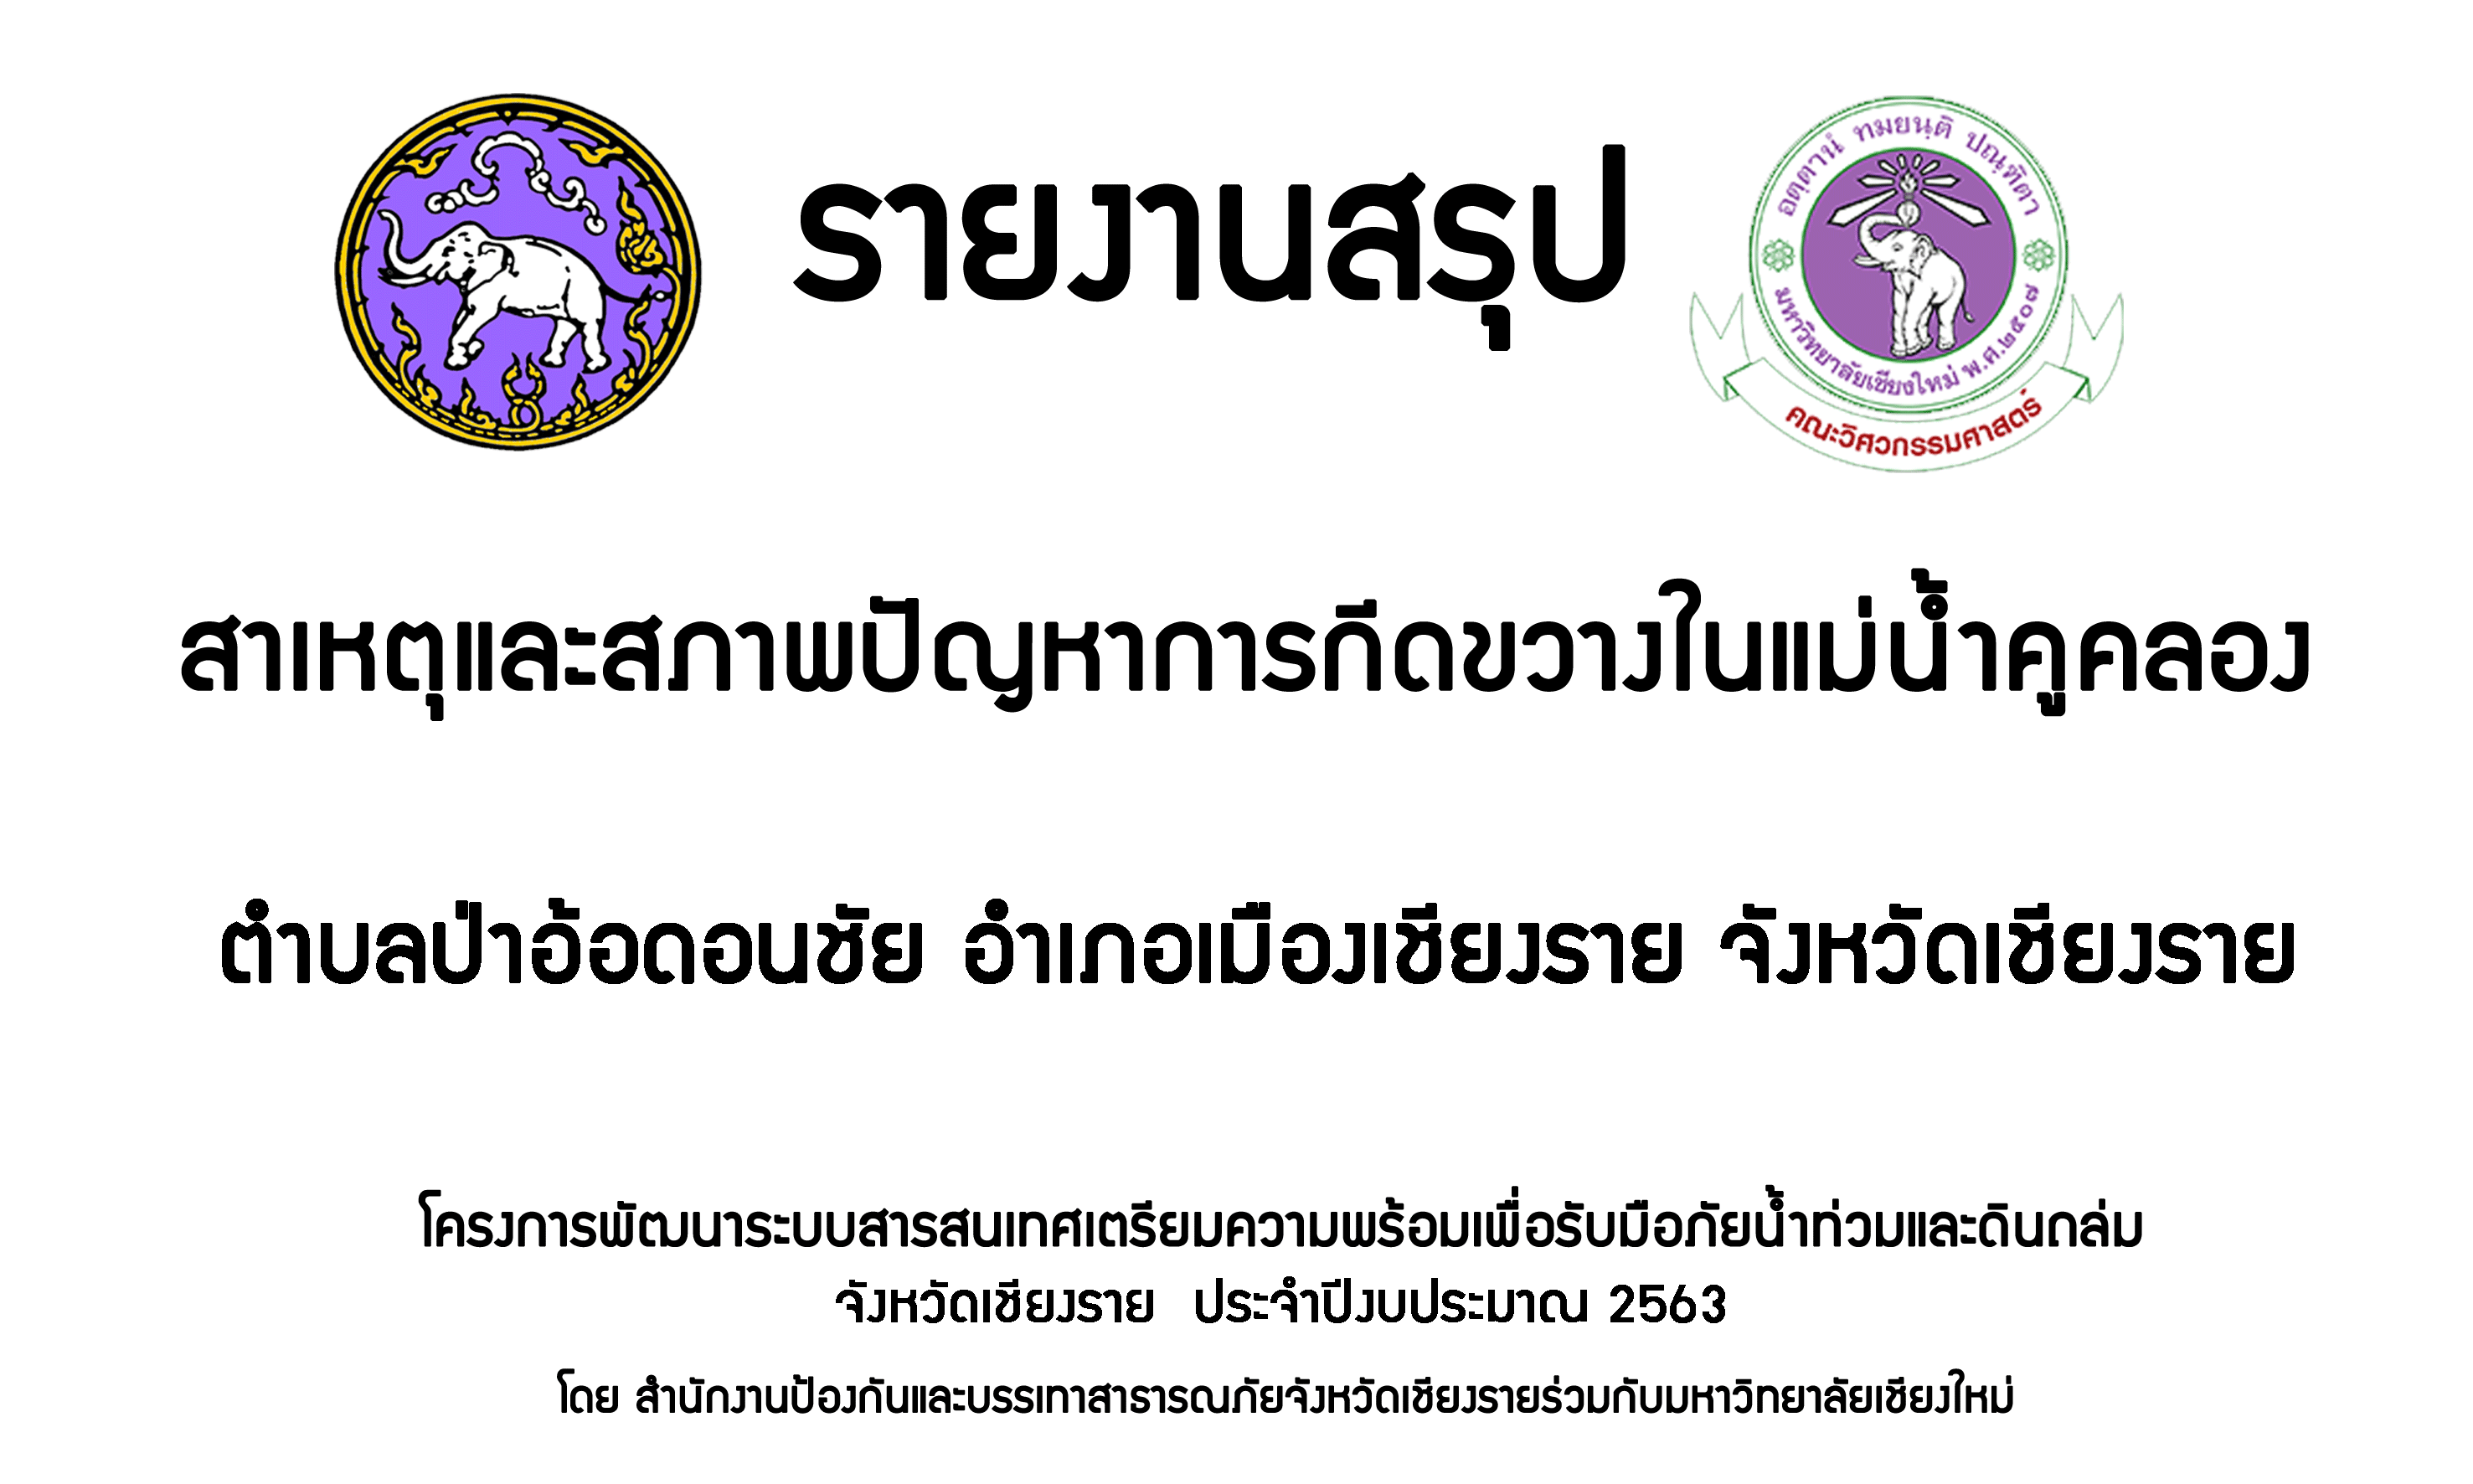 รายงานสรุป
อตฺตานํ ทมยนฺติ ปณฺฑิตา
มหาวิทยาลัยเชียงใหม่ พ.ศ.๒๕๐๗
คณะวิศวกรรมศาสตร์
สาเหตุและสภาพปัญหาการกีดขวางในแม่น้ำคูคลอง
ตำบลป่าอ้อดอนชัย อำเภอเมืองเชียงราย จังหวัดเชียงราย
โครงการพัฒนาระบบสารสนเทศเตรียมความพร้อมเพื่อรับมือภัยน้ำท่วมและดินถล่ม
จังหวัดเชียงราย ประจำปีงบประมาณ 2563
โดย สำนักงานป้องกันและบรรเทาสาธารณภัยจังหวัดเชียงรายร่วมกับมหาวิทยาลัยเชียงใหม่